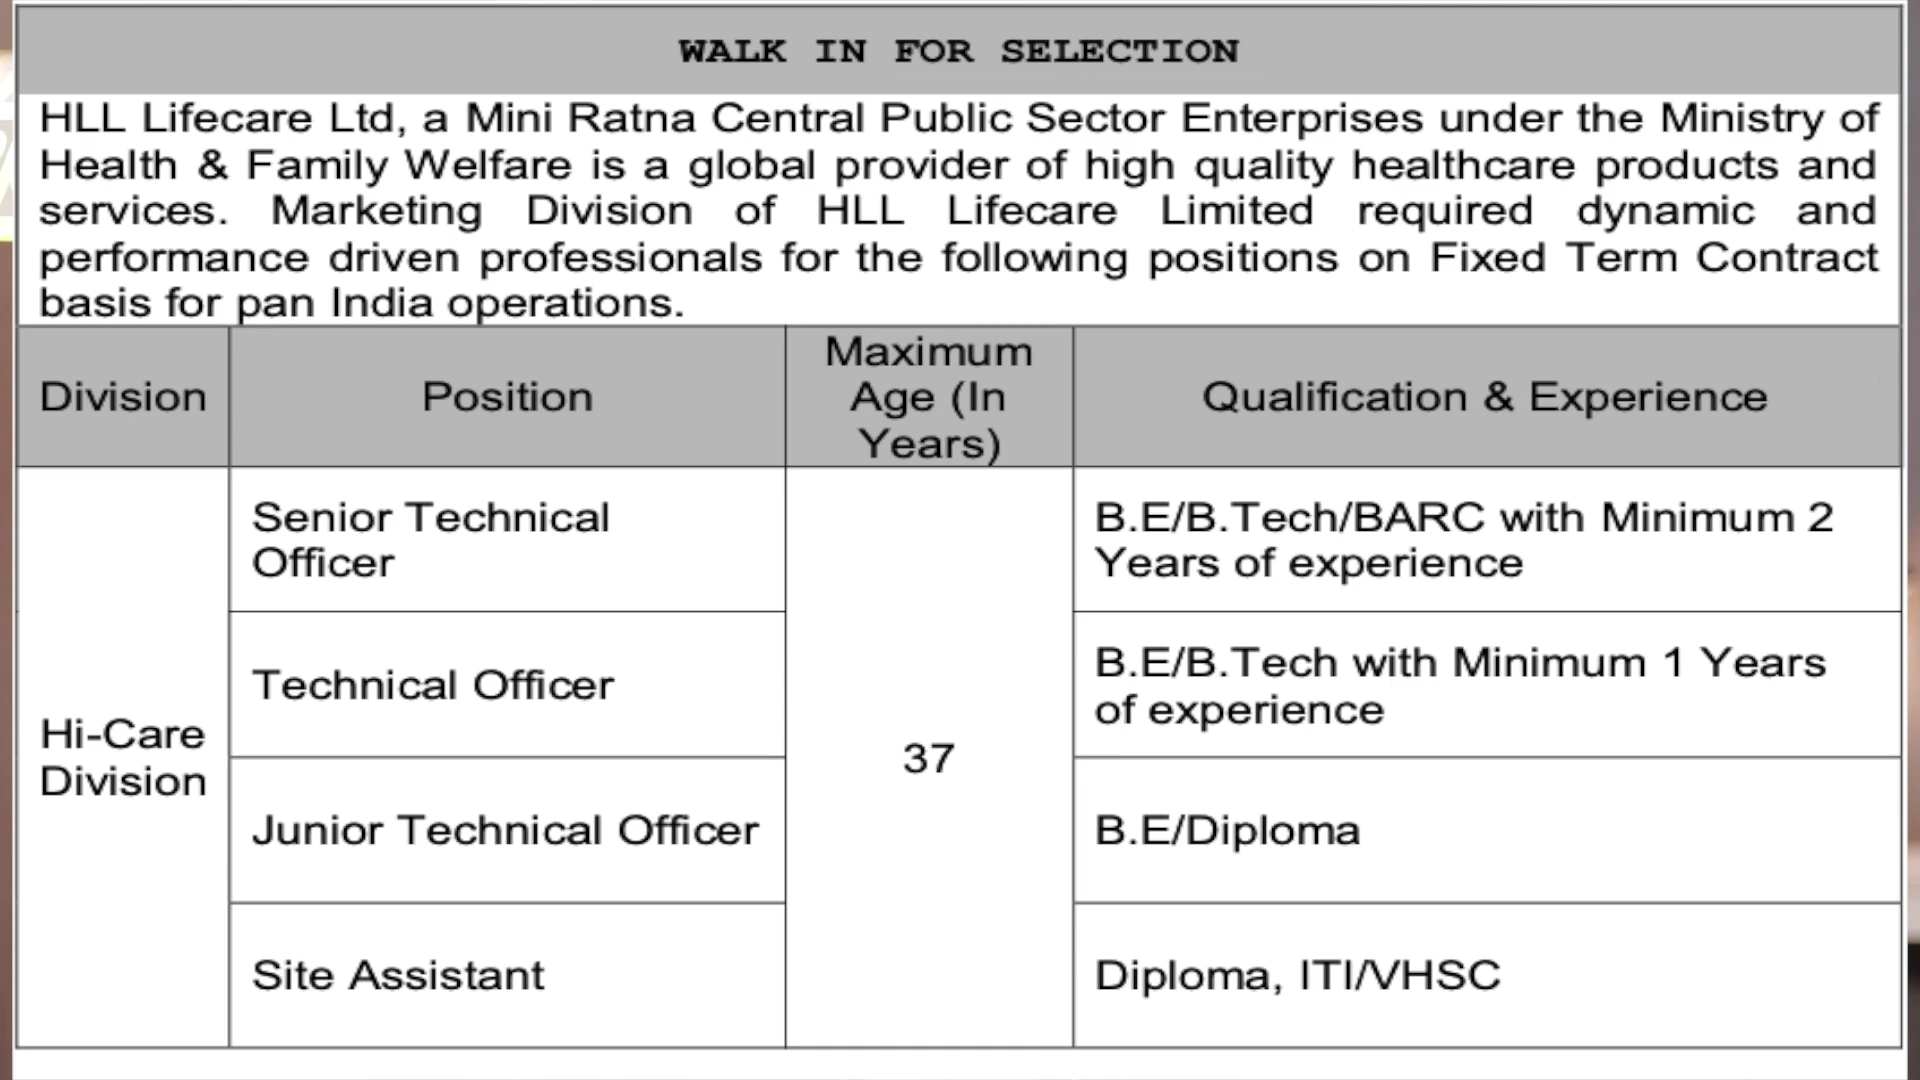 WALK IN FOR SELECTION
HLL Lifecare Ltd, a Mini Ratna Central Public Sector Enterprises under the Ministry of
Health & Family Welfare is a global provider of high quality healthcare products and
services. Marketing Division of HLL Lifecare Limited required dynamic and
performance driven professionals for the following positions on Fixed Term Contract
basis for pan India operations.
Division
Position
Maximum
Age (In
Years)
Qualification & Experience
Hi-Care
Division
Senior Technical
Officer
37
B.E/B.Tech/BARC with Minimum 2
Years of experience
Technical Officer
B.E/B.Tech with Minimum 1 Years
of experience
Junior Technical Officer
B.E/Diploma
Site Assistant
Diploma, ITI/VHSC